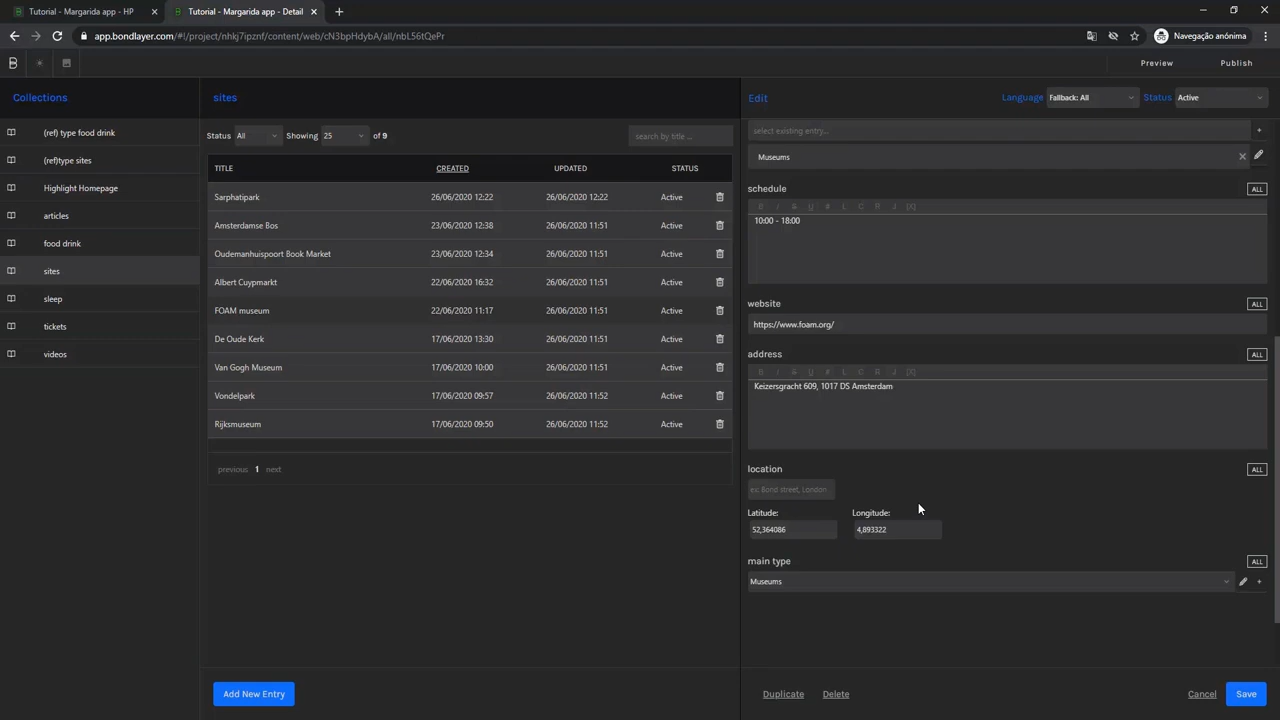 Tutorial - Margarida app - HP
Tutorial - Margarida app - Detail
app.bondlayer.com/#!/project/nhkj7ipznf/content/web/cN3bpHdybA/all/nbL56tQePr
Navegação anónima
Preview
Publish
Collections
(ref) type food drink
(ref)type sites
Highlight Homepage
articles
food drink
sites
sleep
tickets
videos
sites
Status All Showing 25 of 9
search by title ...
TITLE CREATED UPDATED STATUS
Sarphatipark 26/06/2020 12:22 26/06/2020 12:22 Active
Amsterdamse Bos 23/06/2020 12:38 26/06/2020 11:51 Active
Oudemanhuispoort Book Market 23/06/2020 12:34 26/06/2020 11:51 Active
Albert Cuypmarkt 22/06/2020 16:32 26/06/2020 11:51 Active
FOAM museum 22/06/2020 11:17 26/06/2020 11:51 Active
De Oude Kerk 17/06/2020 13:30 26/06/2020 11:51 Active
Van Gogh Museum 17/06/2020 10:00 26/06/2020 11:51 Active
Vondelpark 17/06/2020 09:57 26/06/2020 11:52 Active
Rijksmuseum 17/06/2020 09:50 26/06/2020 11:52 Active
previous 1 next
Add New Entry
Edit
Language Fallback: All Status Active
select existing entry...
Museums
schedule ALL
B I S U # L C R J [X]
10:00 - 18:00
website ALL
https://www.foam.org/
address ALL
B I S U # L C R J [X]
Keizersgracht 609, 1017 DS Amsterdam
location ALL
ex: Bond street, London
Latitude: Longitude:
52,364086 4,893322
main type ALL
Museums
Duplicate Delete Cancel Save